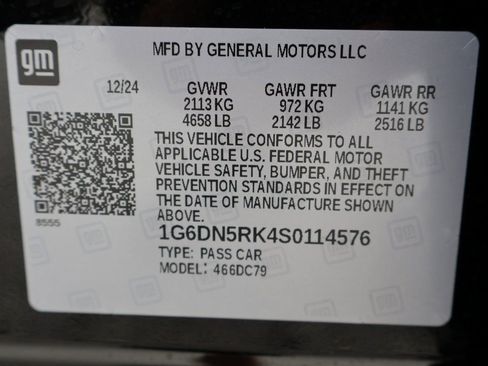 gm
MFD BY GENERAL MOTORS LLC
12/24 GVWR GAWR FRT GAWR RR
2113 KG 972 KG 1141 KG
4658 LB 2142 LB 2516 LB
THIS VEHICLE CONFORMS TO ALL
APPLICABLE U.S. FEDERAL MOTOR
VEHICLE SAFETY, BUMPER, AND THEFT
PREVENTION STANDARDS IN EFFECT ON
THE DATE OF MANUFACTURE SHOWN ABOVE.
8555
1G6DN5RK4S0114576
TYPE: PASS CAR
MODEL: 466DC79